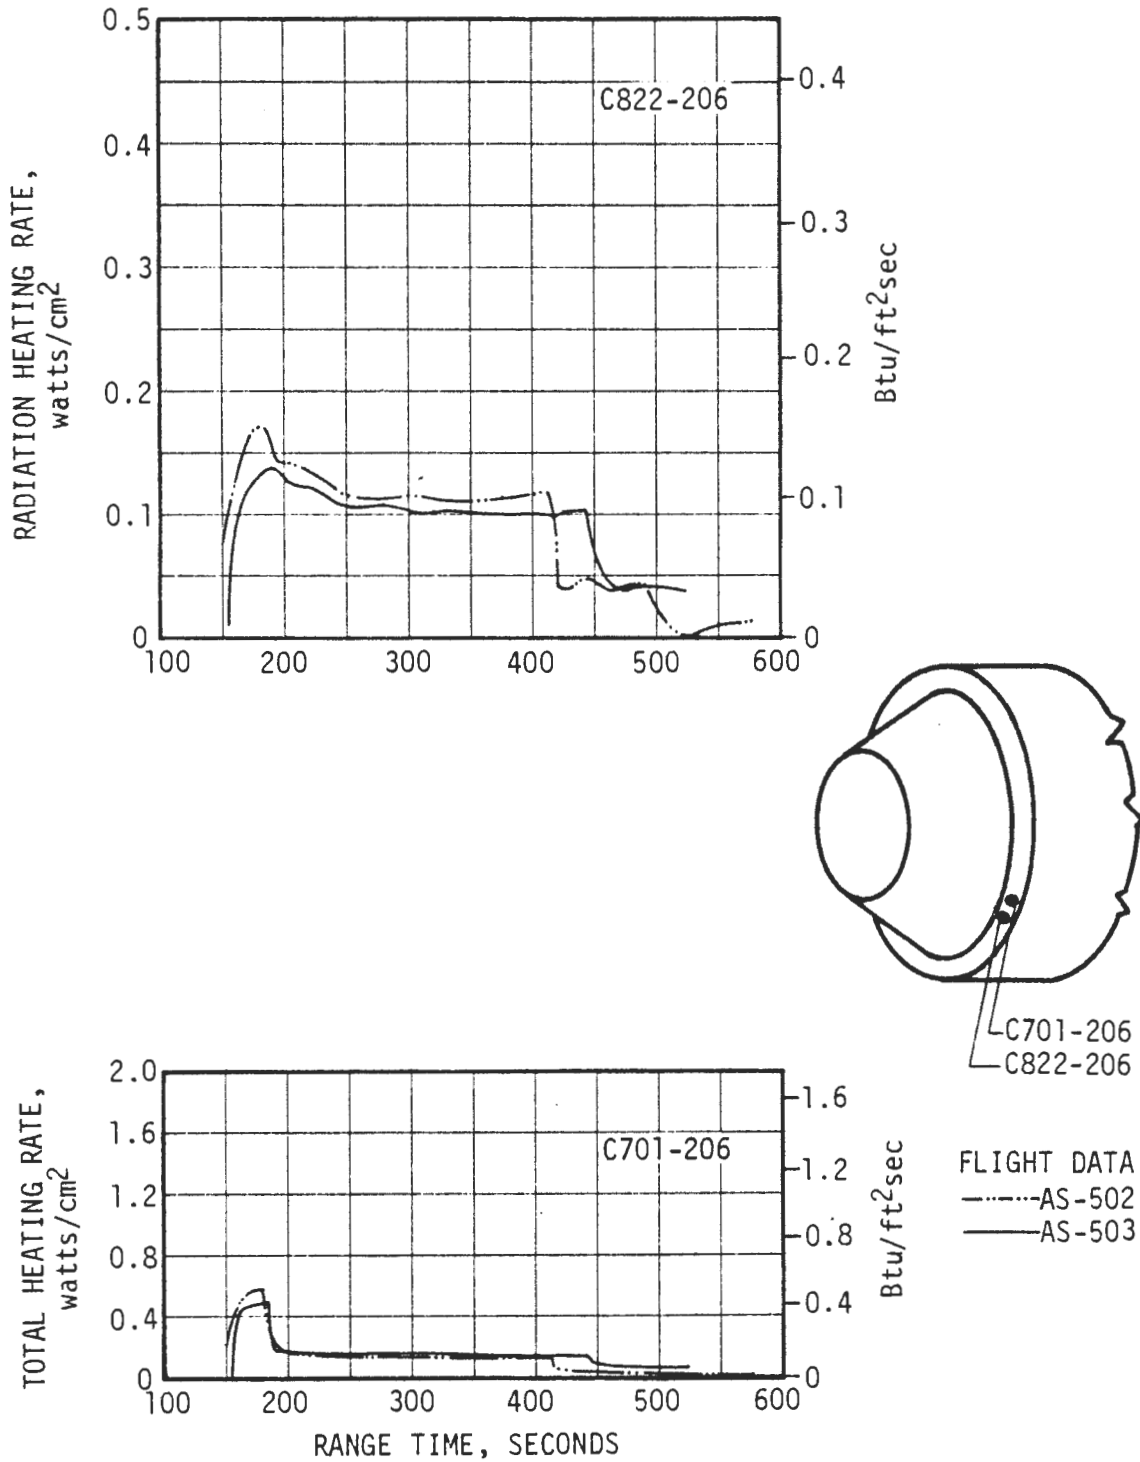 RADIATION HEATING RATE,
watts/cm²
0.5
0.4
0.3
0.2
0.1
0
C822-206
0.4
0.3
0.2
0.1
0
Btu/ft²sec
100 200 300 400 500 600
C701-206
C822-206
TOTAL HEATING RATE,
watts/cm²
2.0
1.6
1.2
0.8
0.4
0
C701-206
1.6
1.2
0.8
0.4
0
Btu/ft²sec
100 200 300 400 500 600
RANGE TIME, SECONDS
FLIGHT DATA
AS-502
AS-503